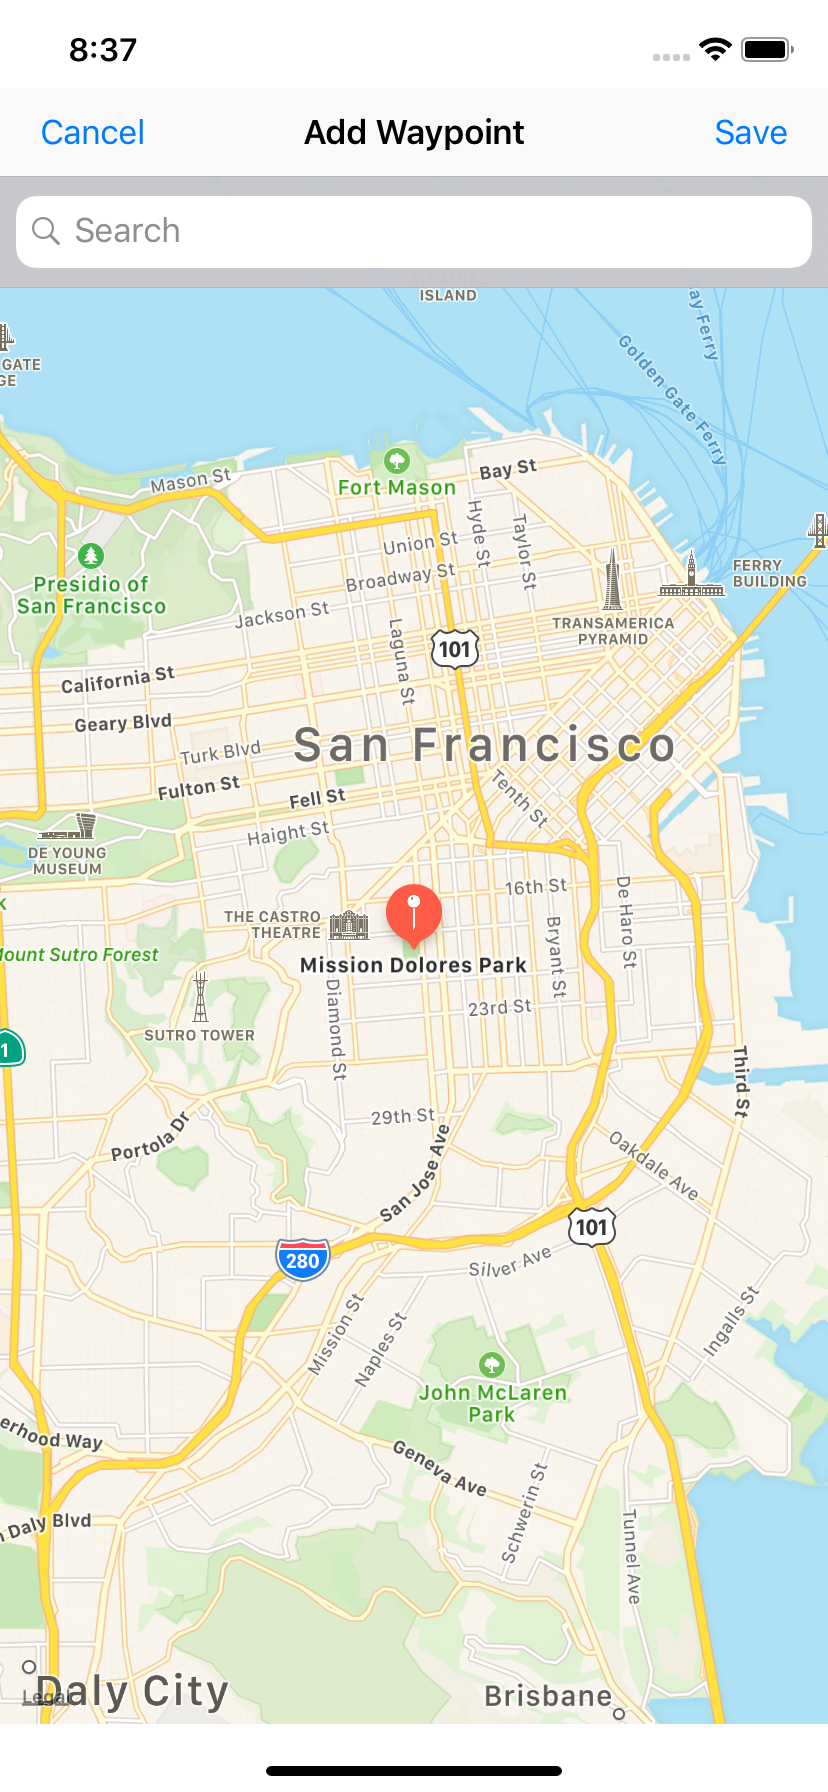 8:37
Cancel
Add Waypoint
Save
Search
ISLAND
ay Ferry
Golden Gate Ferry
GATE
GE
Mason St
Fort Mason
Bay St
Hyde St
Taylor St
Union St
Broadway St
Presidio of
San Francisco
Jackson St
Laguna St
FERRY
BUILDING
TRANSAMERICA
PYRAMID
101
California St
Geary Blvd
Turk Blvd
San Francisco
Fulton St
Fell St
Tenth St
Haight St
DE YOUNG
MUSEUM
16th St
De Haro St
THE CASTRO
THEATRE
Bryant St
Mount Sutro Forest
Mission Dolores Park
Diamond St
23rd St
SUTRO TOWER
1
Third St
29th St
Portola Dr
San Jose Ave
Oakdale Ave
101
280
Silver Ave
Mission St
Naples St
Ingalls St
John McLaren
Park
erhood Way
Geneva Ave
Schwerin St
Daly Blvd
Tunnel Ave
Daly City
Legal
Brisbane